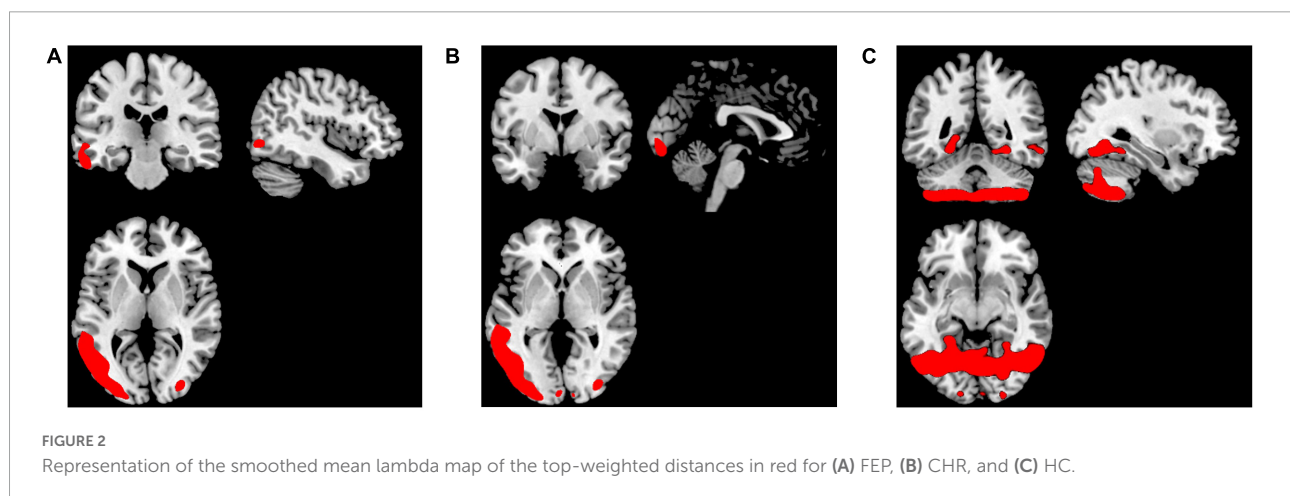 A B C
FIGURE 2
Representation of the smoothed mean lambda map of the top-weighted distances in red for (A) FEP, (B) CHR, and (C) HC.